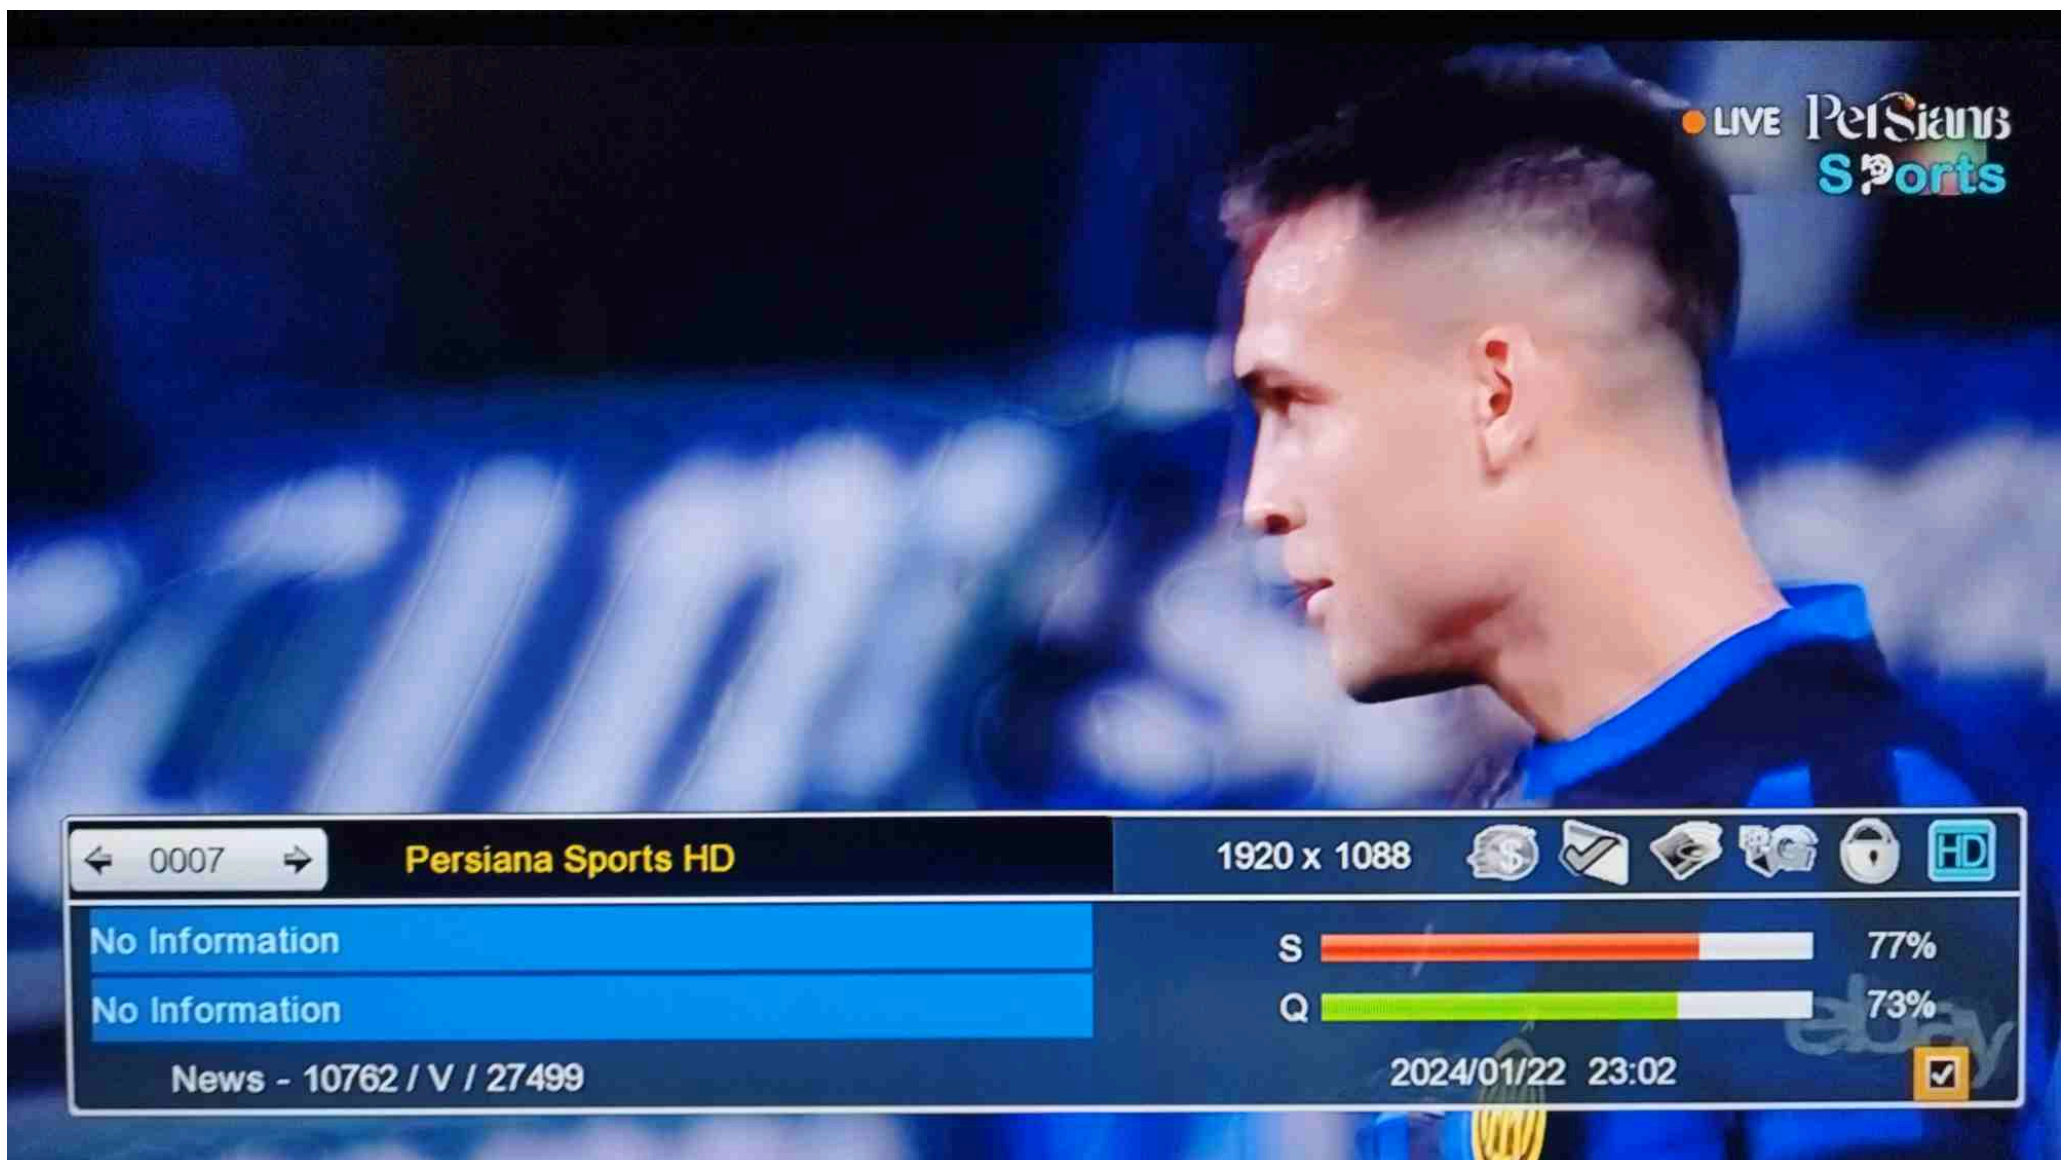 LIVE PerSiana
Sports
0007
Persiana Sports HD
1920 x 1088
HD
No Information
S
77%
No Information
Q
73%
ebay
News - 10762 / V / 27499
2024/01/22 23:02